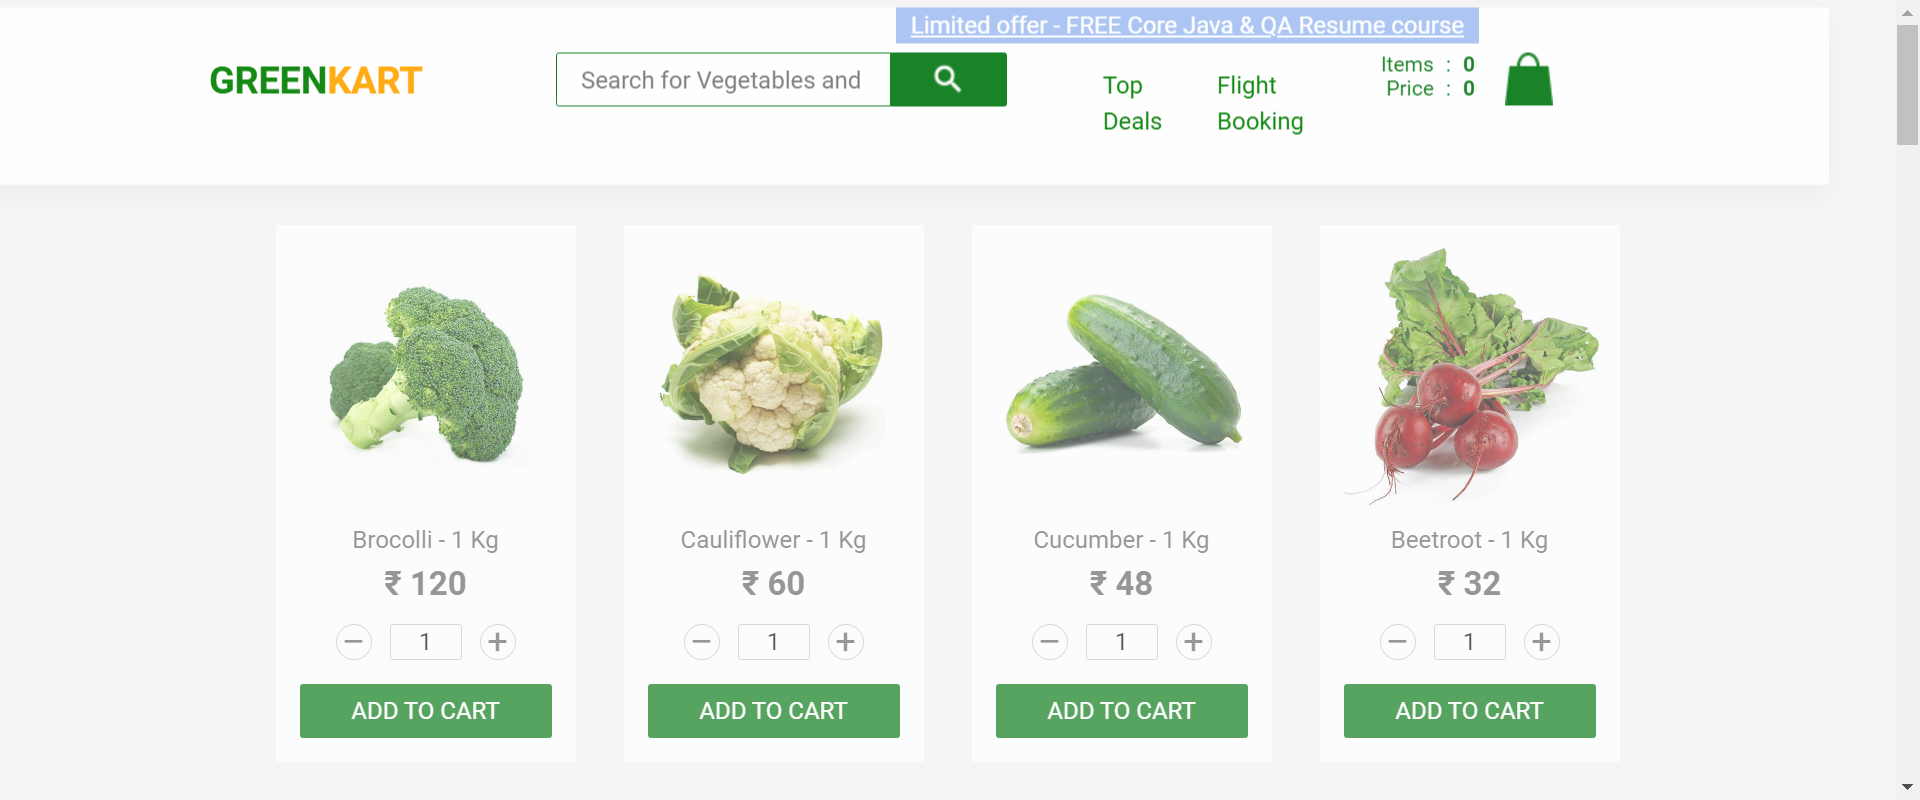 Limited offer - FREE Core Java & QA Resume course
GREENKART
Search for Vegetables and
Top Deals
Flight Booking
Items : 0
Price : 0
Brocolli - 1 Kg
₹ 120
− 1 +
ADD TO CART
Cauliflower - 1 Kg
₹ 60
− 1 +
ADD TO CART
Cucumber - 1 Kg
₹ 48
− 1 +
ADD TO CART
Beetroot - 1 Kg
₹ 32
− 1 +
ADD TO CART